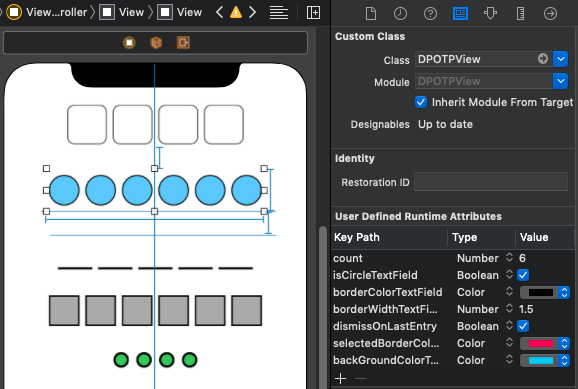 View...roller
View
View
Custom Class
Class DPOTPView
Module DPOTPView
Inherit Module From Target
Designables Up to date
Identity
Restoration ID
User Defined Runtime Attributes
Key Path Type Value
count Number 6
isCircleTextField Boolean
borderColorTextField Color
borderWidthTextFi... Number 1.5
dismissOnLastEntry Boolean
selectedBorderCol... Color
backGroundColorT... Color